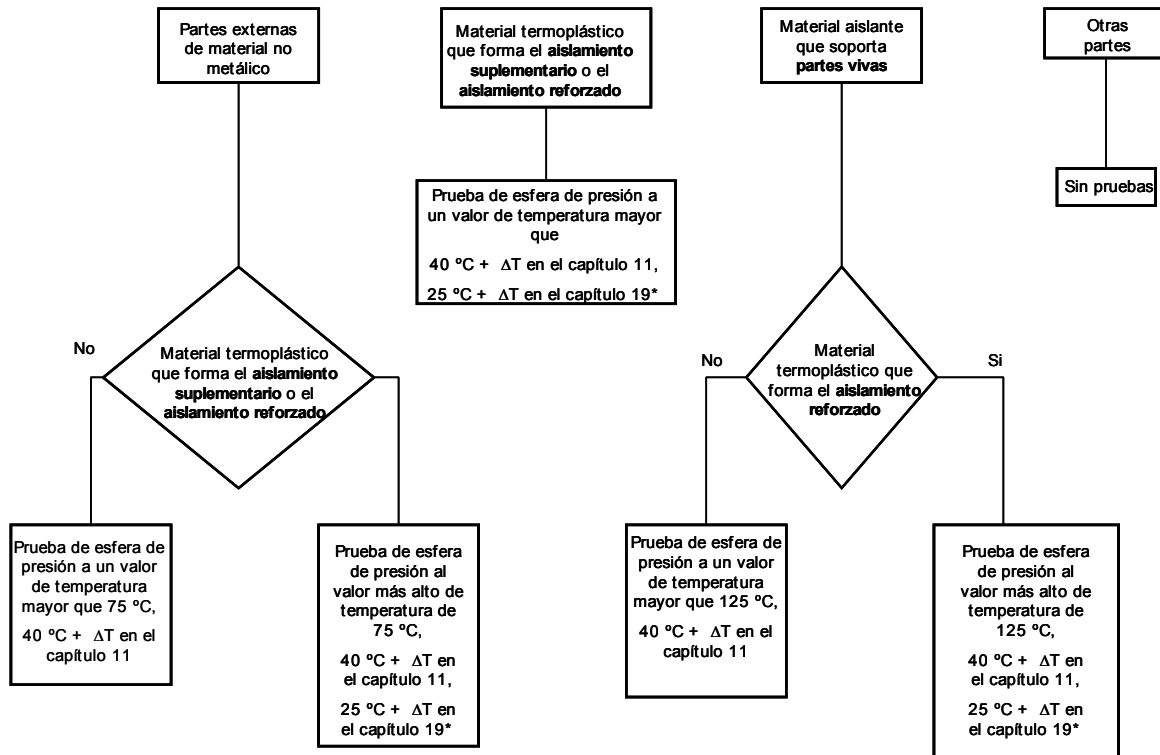 Partes externas
de material no
metálico
Material termoplástico
que forma el aislamiento
suplementario o el
aislamiento reforzado
Material aislante
que soporta
partes vivas
Otras
partes
Prueba de esfera de presión a
un valor de temperatura mayor
que
40 ºC + ΔT en el capítulo 11,
25 ºC + ΔT en el capítulo 19*
Sin pruebas
No
Material termoplástico
que forma el aislamiento
suplementario o el
aislamiento reforzado
No
Material
termoplástico que
forma el aislamiento
reforzado
Si
Prueba de esfera de
presión a un valor
de temperatura
mayor que 75 ºC,
40 ºC + ΔT en el
capítulo 11
Prueba de esfera
de presión al
valor más alto de
temperatura de
75 ºC,
40 ºC + ΔT en
el capítulo 11,
25 ºC + ΔT en
el capítulo 19*
Prueba de esfera de
presión a un valor
de temperatura
mayor que 125 ºC,
40 ºC + ΔT en el
capítulo 11
Prueba de esfera
de presión al
valor más alto de
temperatura de
125 ºC,
40 ºC + ΔT en
el capítulo 11,
25 ºC + ΔT en
el capítulo 19*